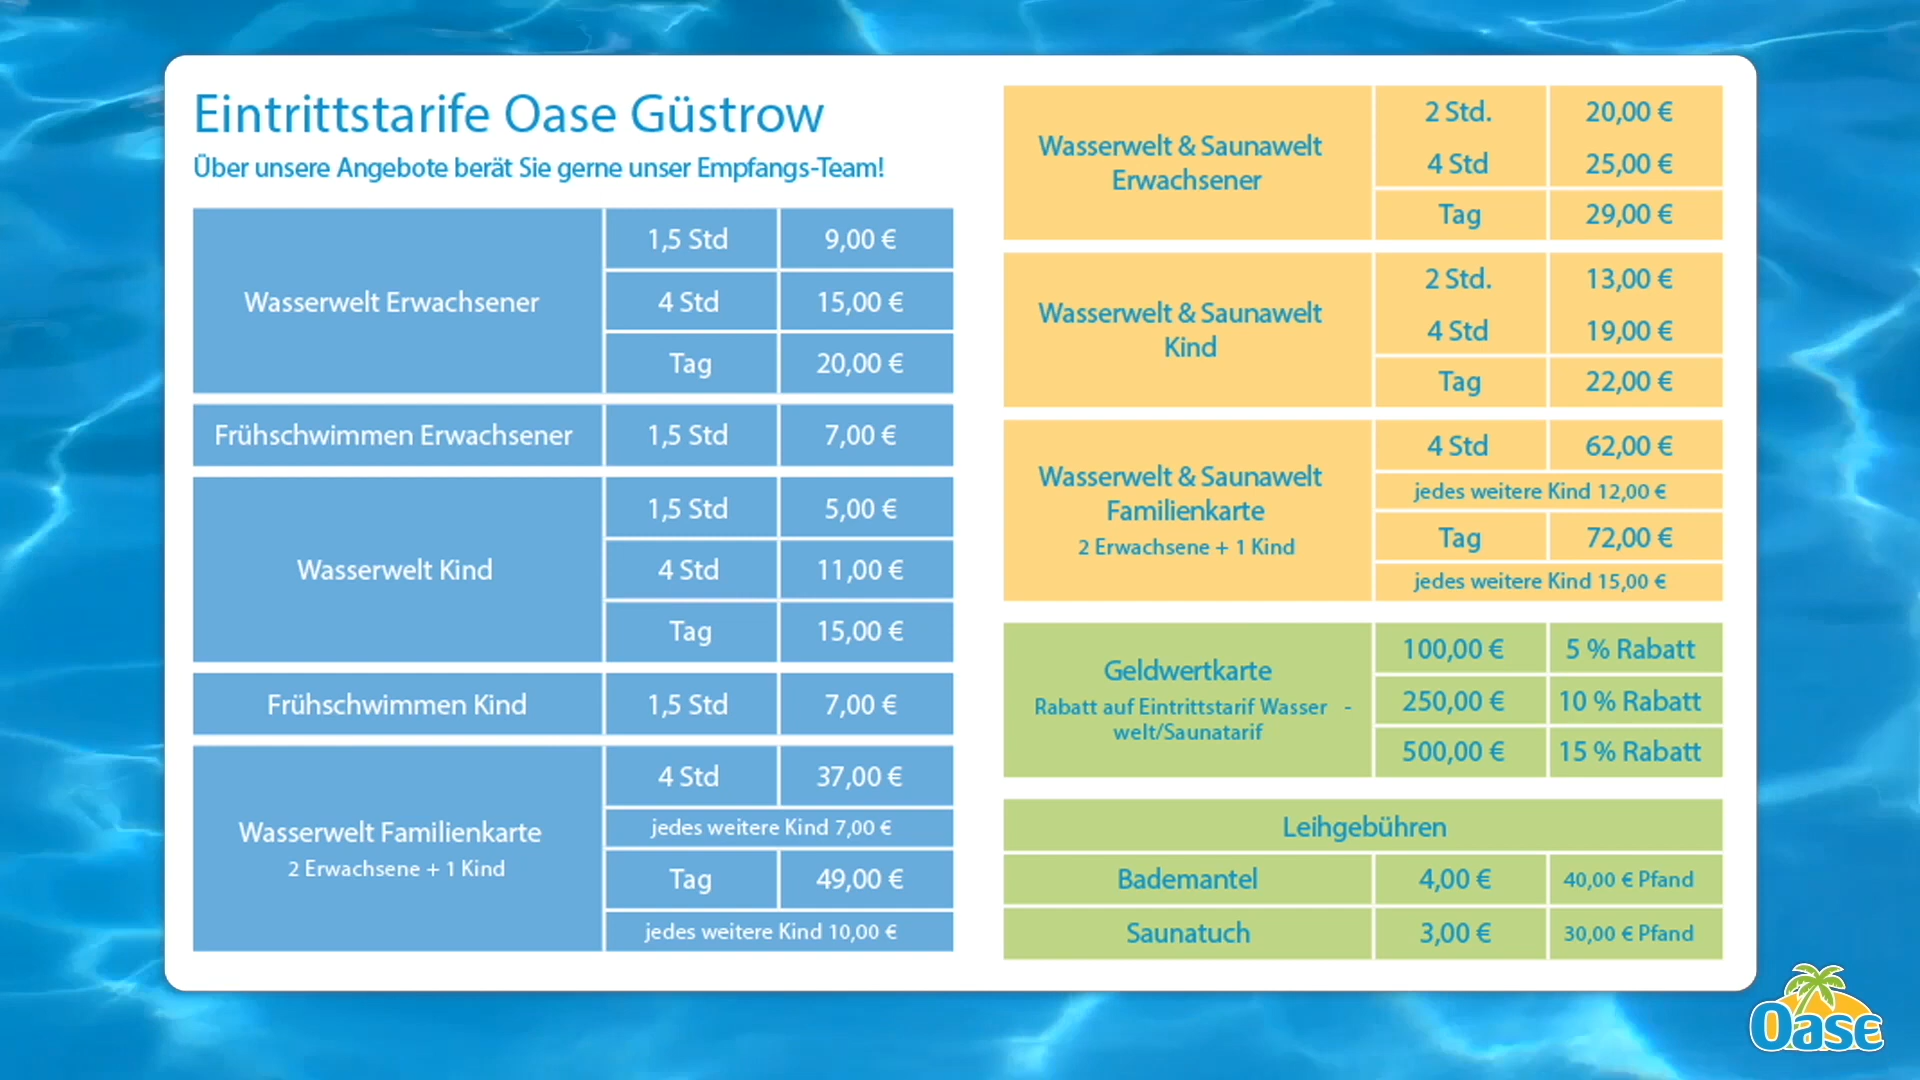 Eintrittstarife Oase Güstrow
Über unsere Angebote berät Sie gerne unser Empfangs-Team!
Wasserwelt Erwachsener
1,5 Std 9,00 €
4 Std 15,00 €
Tag 20,00 €
Frühschwimmen Erwachsener 1,5 Std 7,00 €
Wasserwelt Kind
1,5 Std 5,00 €
4 Std 11,00 €
Tag 15,00 €
Frühschwimmen Kind 1,5 Std 7,00 €
Wasserwelt Familienkarte
2 Erwachsene + 1 Kind
4 Std 37,00 €
jedes weitere Kind 7,00 €
Tag 49,00 €
jedes weitere Kind 10,00 €
Wasserwelt & Saunawelt
Erwachsener
2 Std. 20,00 €
4 Std 25,00 €
Tag 29,00 €
Wasserwelt & Saunawelt
Kind
2 Std. 13,00 €
4 Std 19,00 €
Tag 22,00 €
Wasserwelt & Saunawelt
Familienkarte
2 Erwachsene + 1 Kind
4 Std 62,00 €
jedes weitere Kind 12,00 €
Tag 72,00 €
jedes weitere Kind 15,00 €
Geldwertkarte
Rabatt auf Eintrittstarif Wasser -
welt/Saunatarif
100,00 € 5 % Rabatt
250,00 € 10 % Rabatt
500,00 € 15 % Rabatt
Leihgebühren
Bademantel 4,00 € 40,00 € Pfand
Saunatuch 3,00 € 30,00 € Pfand
Oase